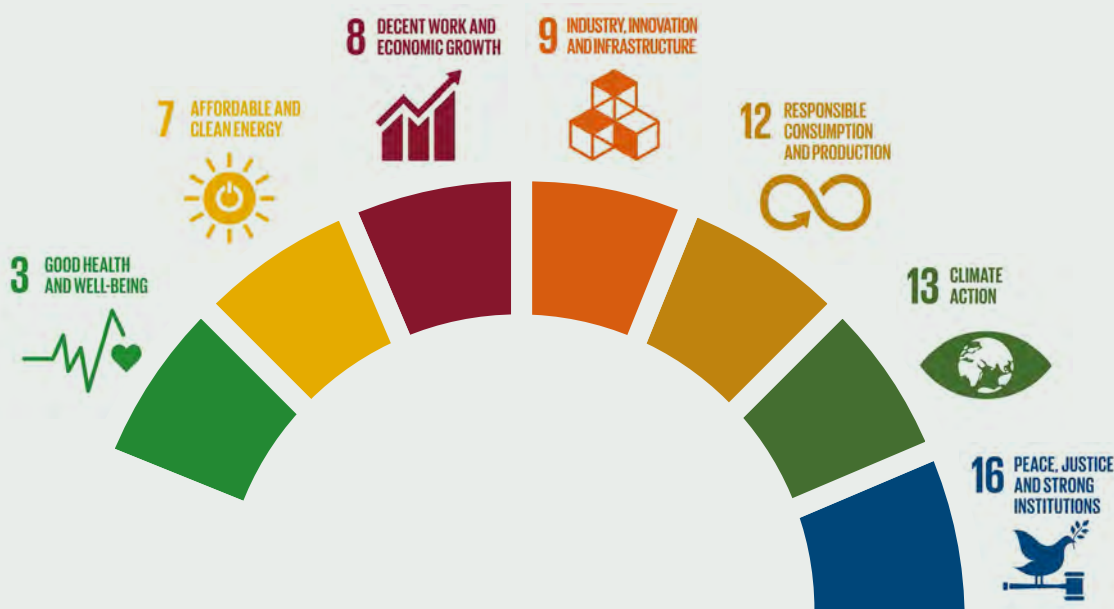 3 GOOD HEALTH
AND WELL-BEING
7 AFFORDABLE AND
CLEAN ENERGY
8 DECENT WORK AND
ECONOMIC GROWTH
9 INDUSTRY, INNOVATION
AND INFRASTRUCTURE
12 RESPONSIBLE
CONSUMPTION
AND PRODUCTION
13 CLIMATE
ACTION
16 PEACE, JUSTICE
AND STRONG
INSTITUTIONS